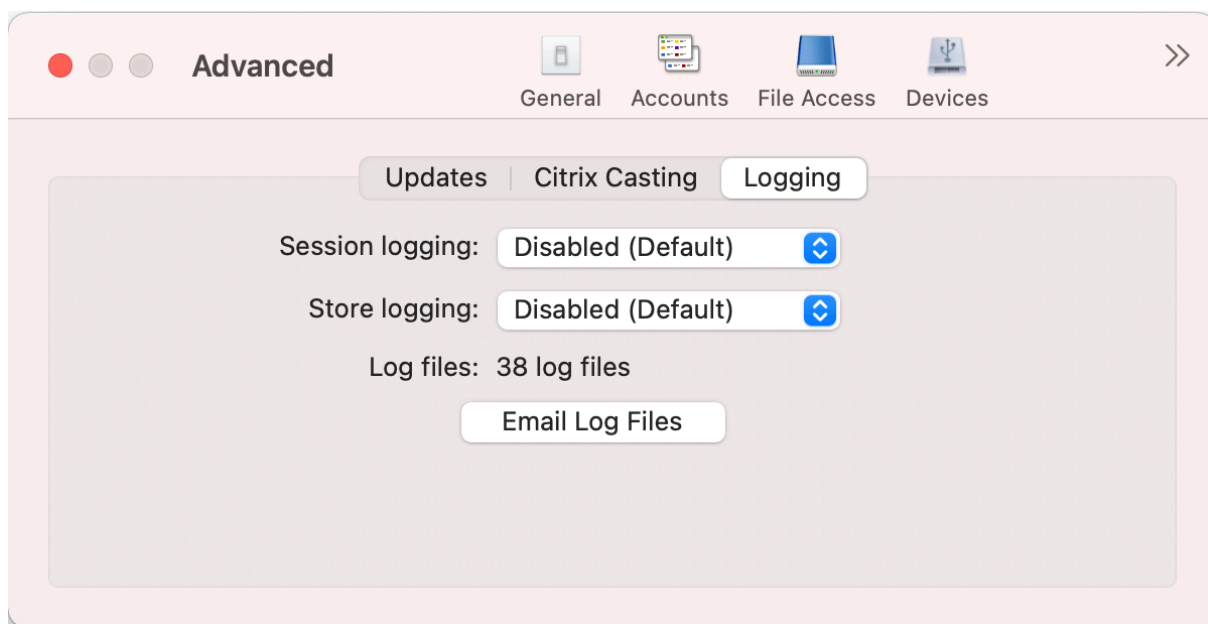 Advanced
General Accounts File Access Devices
Updates Citrix Casting Logging
Session logging: Disabled (Default)
Store logging: Disabled (Default)
Log files: 38 log files
Email Log Files